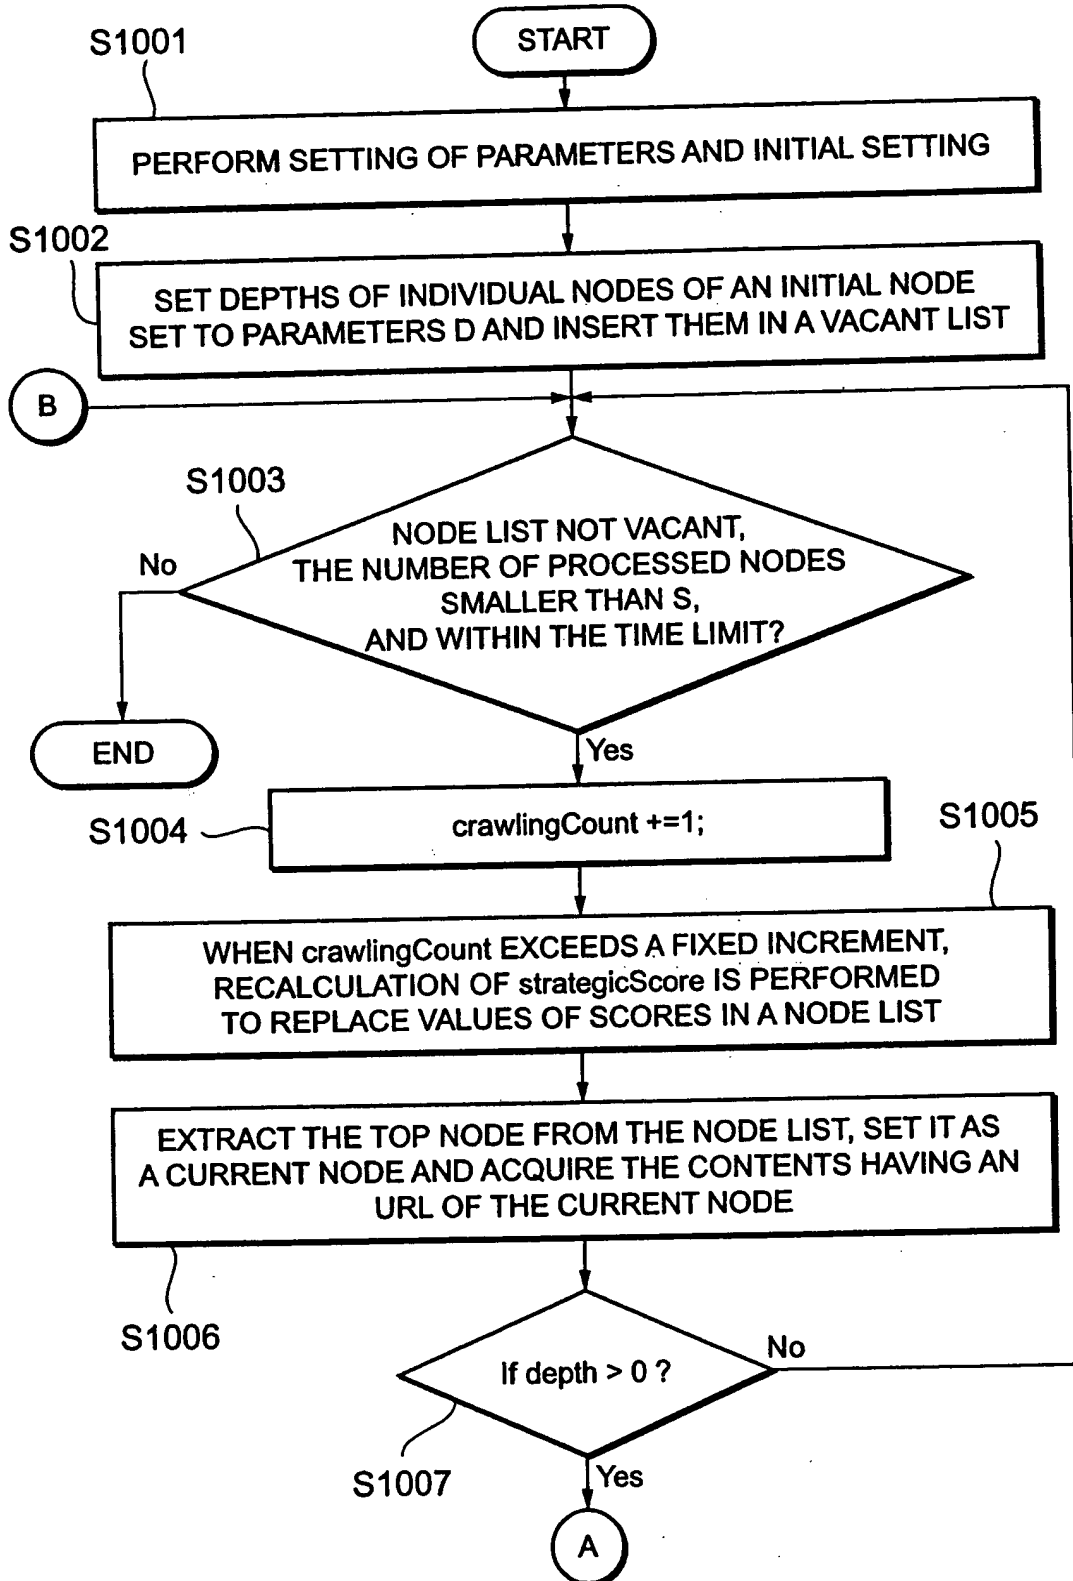 START
S1001
PERFORM SETTING OF PARAMETERS AND INITIAL SETTING
S1002
SET DEPTHS OF INDIVIDUAL NODES OF AN INITIAL NODE
SET TO PARAMETERS D AND INSERT THEM IN A VACANT LIST
B
S1003
NODE LIST NOT VACANT,
THE NUMBER OF PROCESSED NODES
SMALLER THAN S,
AND WITHIN THE TIME LIMIT?
No
END
Yes
S1004
crawlingCount +=1;
S1005
WHEN crawlingCount EXCEEDS A FIXED INCREMENT,
RECALCULATION OF strategicScore IS PERFORMED
TO REPLACE VALUES OF SCORES IN A NODE LIST
EXTRACT THE TOP NODE FROM THE NODE LIST, SET IT AS
A CURRENT NODE AND ACQUIRE THE CONTENTS HAVING AN
URL OF THE CURRENT NODE
S1006
If depth > 0 ?
No
S1007
Yes
A